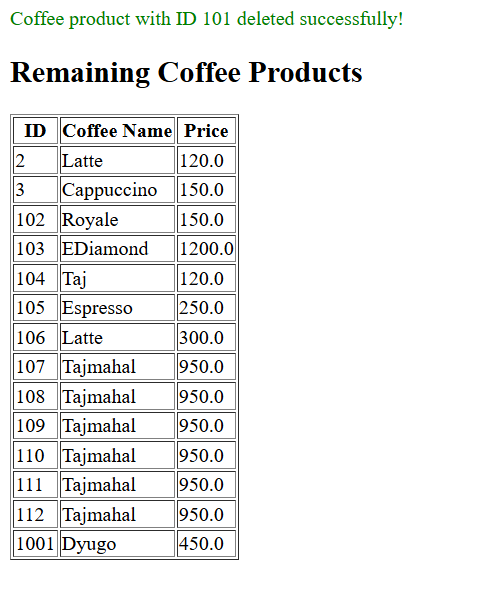 Coffee product with ID 101 deleted successfully!
Remaining Coffee Products
ID Coffee Name Price
2 Latte 120.0
3 Cappuccino 150.0
102 Royale 150.0
103 EDiamond 1200.0
104 Taj 120.0
105 Espresso 250.0
106 Latte 300.0
107 Tajmahal 950.0
108 Tajmahal 950.0
109 Tajmahal 950.0
110 Tajmahal 950.0
111 Tajmahal 950.0
112 Tajmahal 950.0
1001 Dyugo 450.0